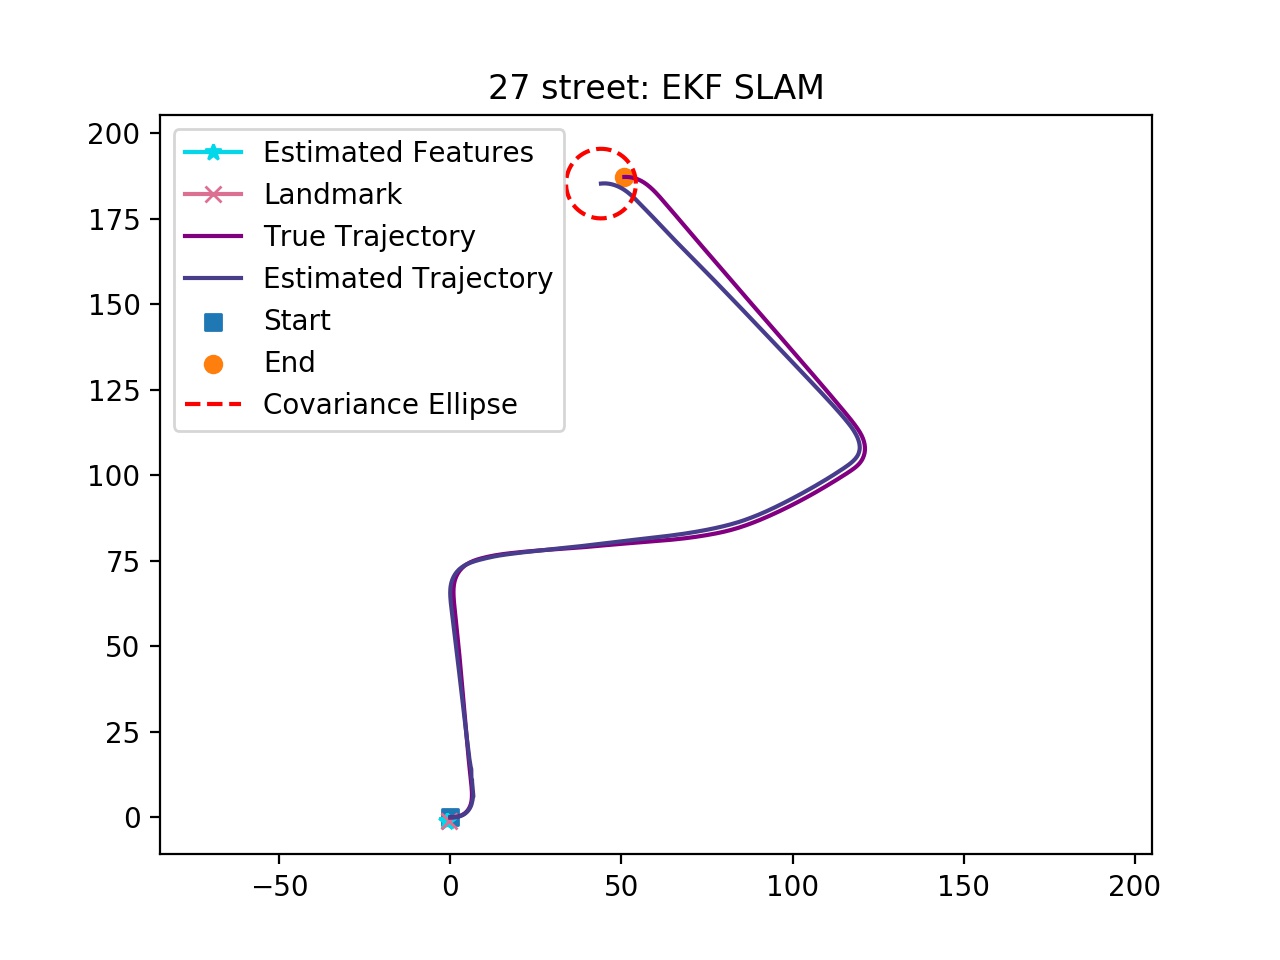 27 street: EKF SLAM
200
175
150
125
100
75
50
25
0
Estimated Features
Landmark
True Trajectory
Estimated Trajectory
Start
End
Covariance Ellipse
−50 0 50 100 150 200